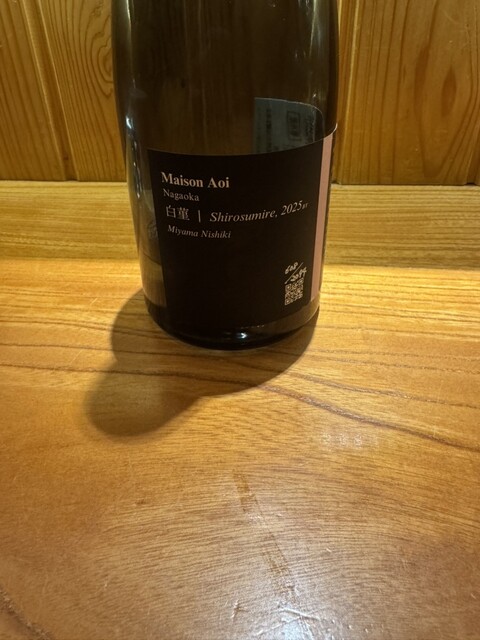 Maison Aoi
Nagaoka
白菫 | Shirosumire, 2025
Miyama Nishiki